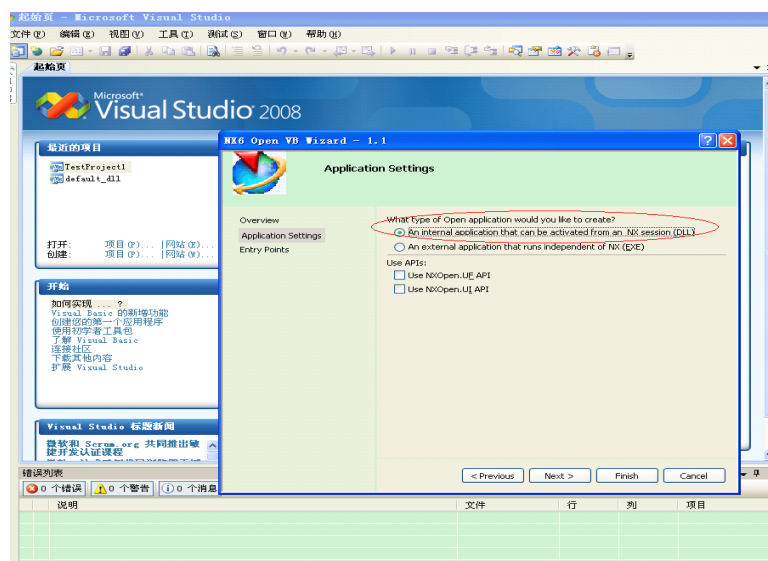 起始页 - Microsoft Visual Studio
文件(F) 编辑(E) 视图(V) 工具(T) 测试(S) 窗口(W) 帮助(H)
起始页
Microsoft®
Visual Studio 2008
最近的项目
TestProject1
default_dll
打开: 项目(P)... |网站(E)...
创建: 项目(P)... |网站(W)...
开始
如何实现 ... ?
Visual Basic 的新增功能
创建您的第一个应用程序
使用初学者工具包
了解 Visual Basic
连接社区
下载其他内容
扩展 Visual Studio
Visual Studio 标题新闻
微软和 Scrum.org 共同推出敏
捷开发认证课程
NX6 Open VB Wizard - 1.1
Application Settings
Overview
Application Settings
Entry Points
What type of Open application would you like to create?
An internal application that can be activated from an NX session (DLL)
An external application that runs independent of NX (EXE)
Use APIs:
Use NXOpen.UF API
Use NXOpen.UI API
< Previous
Next >
Finish
Cancel
错误列表
0 个错误 0 个警告 0 个消息
说明 文件 行 列 项目